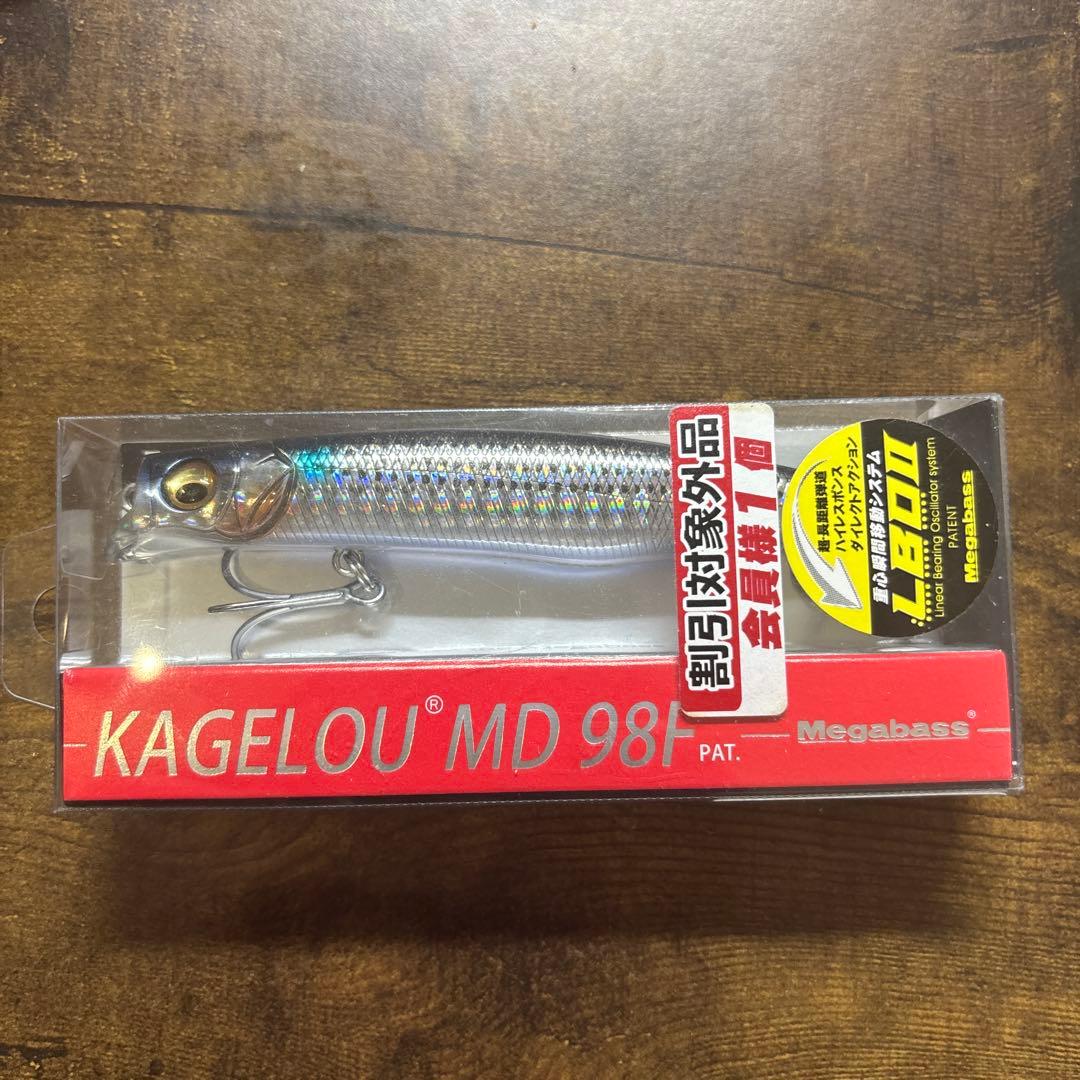 割引対象外品
会員様1個
超・長距離弾道
ハイレスポンス
ダイレクトアクション
重心瞬間移動システム
LBOII
Linear Bearing Oscillator system
PATENT
Megabass
KAGELOU® MD 98F PAT.
Megabass®